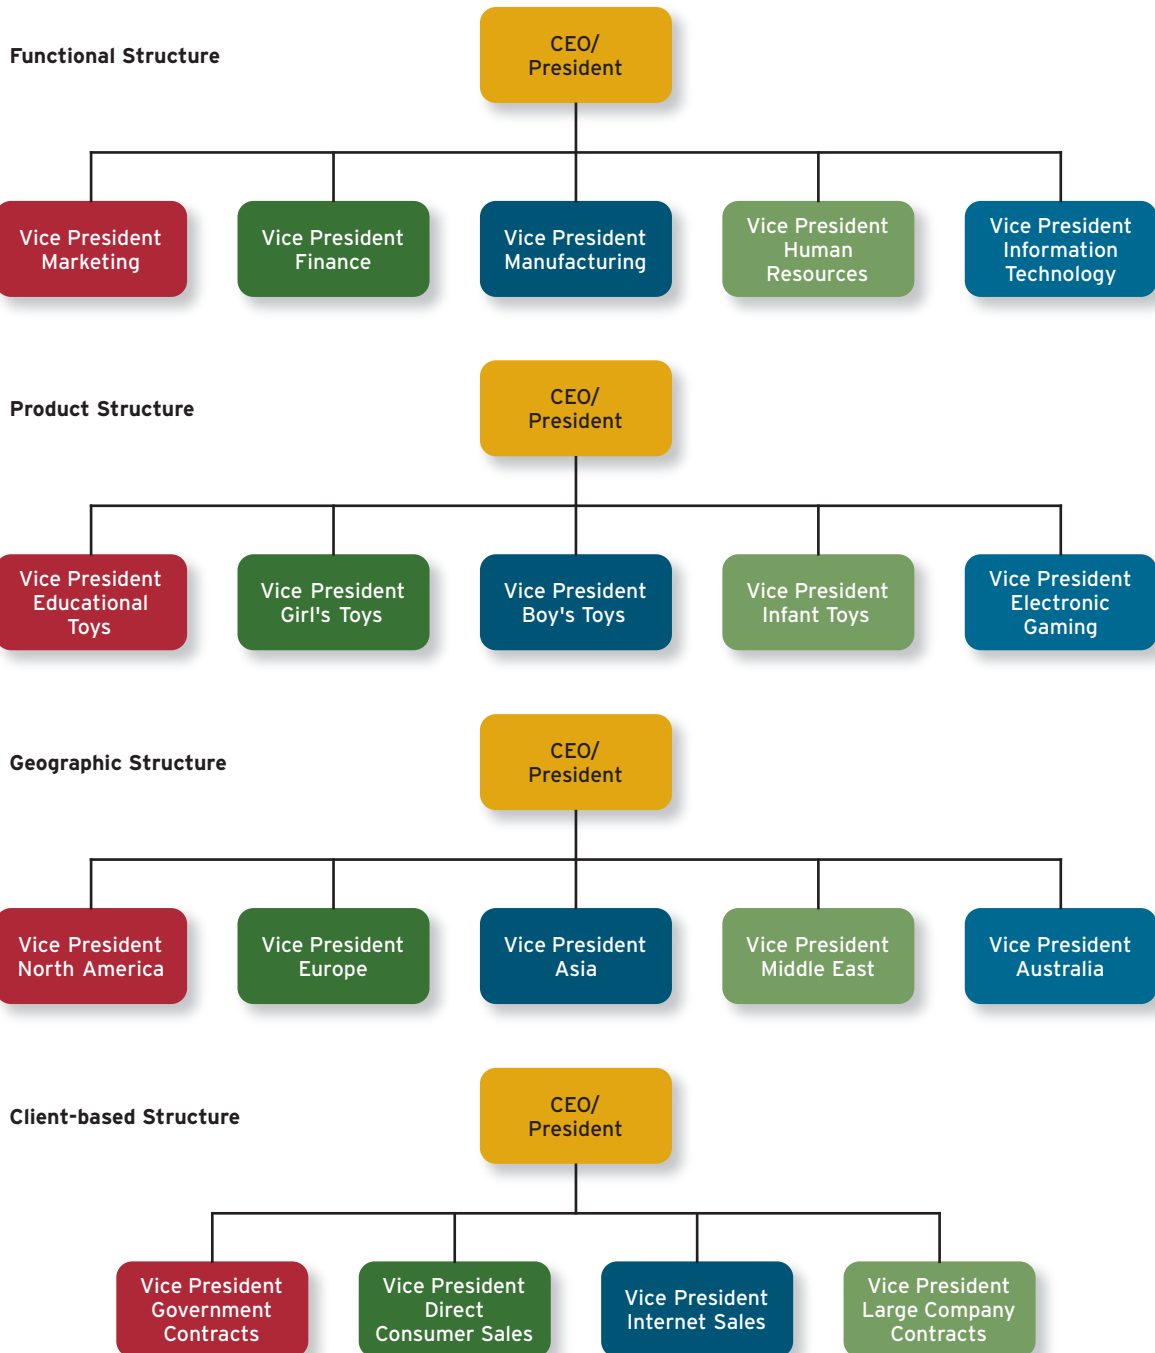 Functional Structure
CEO/
President
Vice President
Marketing
Vice President
Finance
Vice President
Manufacturing
Vice President
Human
Resources
Vice President
Information
Technology
Product Structure
CEO/
President
Vice President
Educational
Toys
Vice President
Girl's Toys
Vice President
Boy's Toys
Vice President
Infant Toys
Vice President
Electronic
Gaming
Geographic Structure
CEO/
President
Vice President
North America
Vice President
Europe
Vice President
Asia
Vice President
Middle East
Vice President
Australia
Client-based Structure
CEO/
President
Vice President
Government
Contracts
Vice President
Direct
Consumer Sales
Vice President
Internet Sales
Vice President
Large Company
Contracts